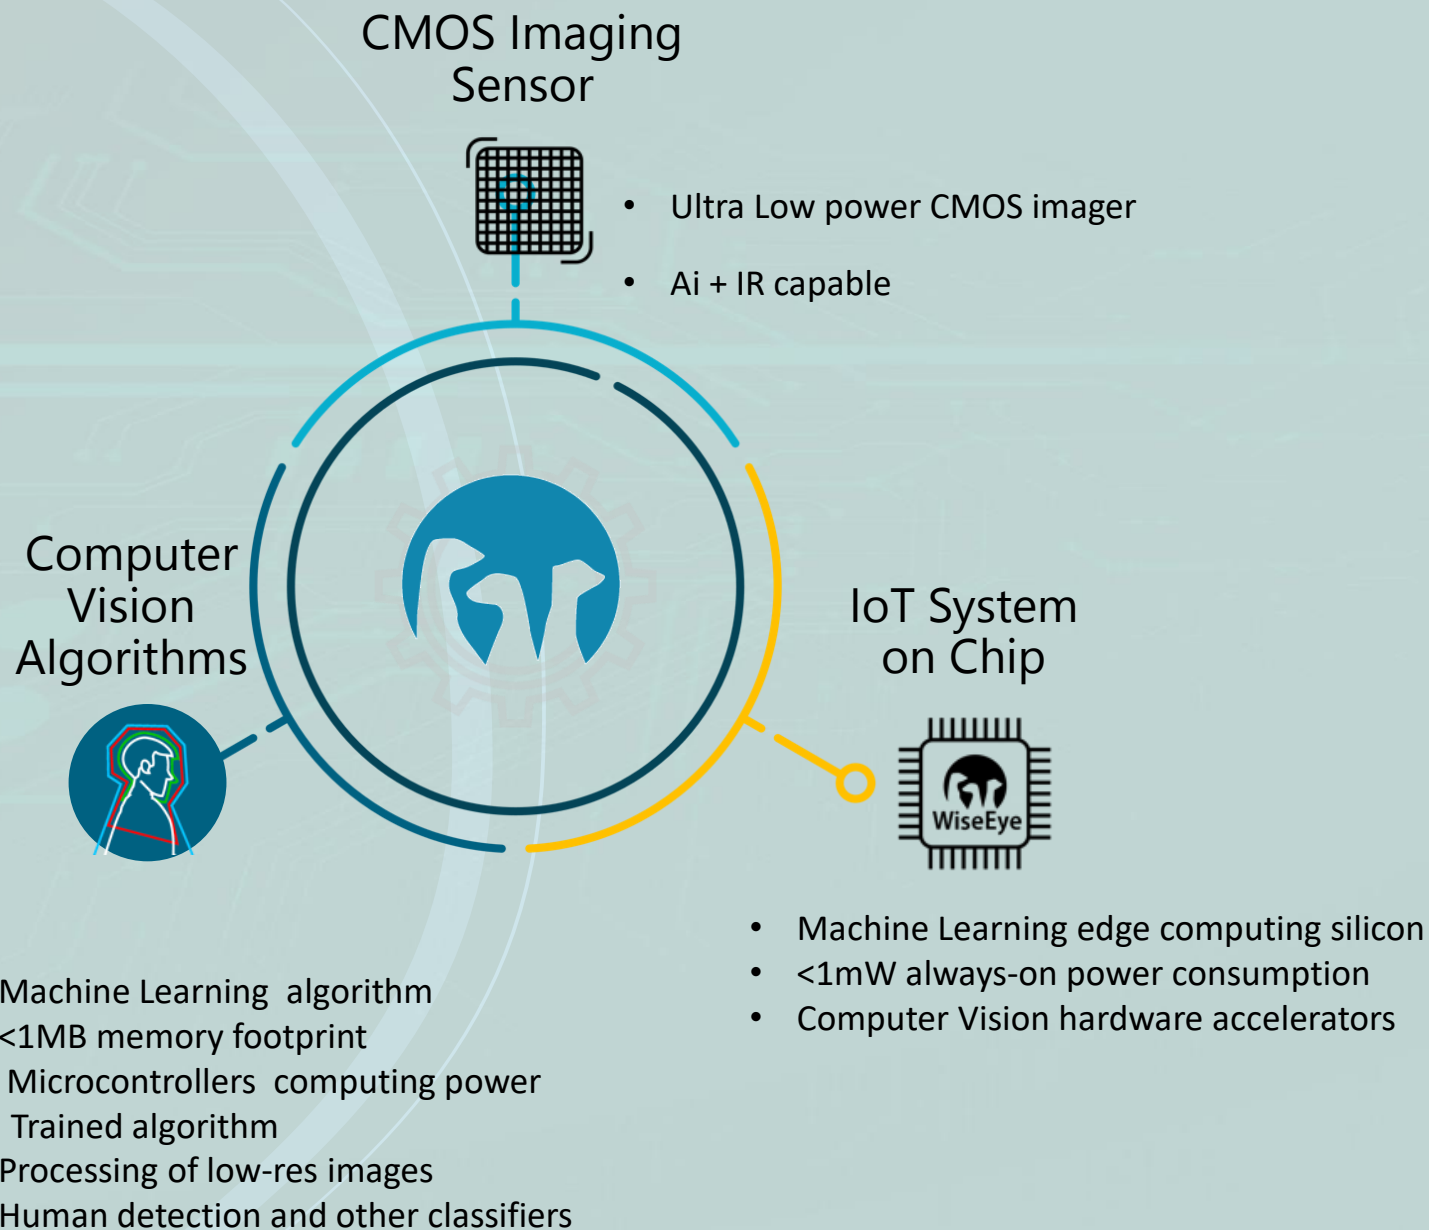 CMOS Imaging
Sensor
• Ultra Low power CMOS imager
• Ai + IR capable
Computer
Vision
Algorithms
IoT System
on Chip
WiseEye
• Machine Learning edge computing silicon
• <1mW always-on power consumption
• Computer Vision hardware accelerators
Machine Learning algorithm
<1MB memory footprint
Microcontrollers computing power
Trained algorithm
Processing of low-res images
Human detection and other classifiers